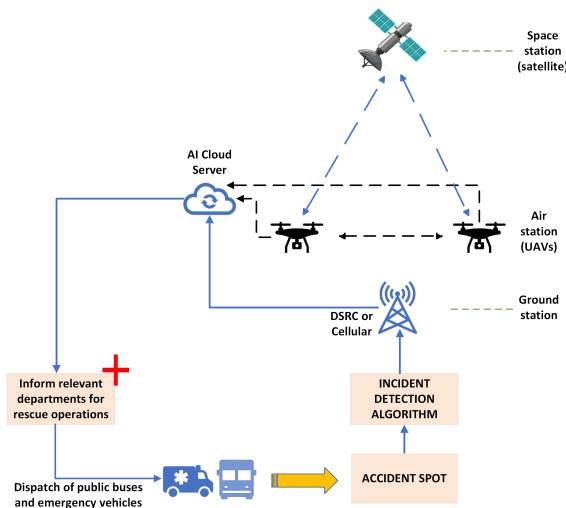 Space
station
(satellite)
AI Cloud
Server
Air
station
(UAVs)
Ground
station
DSRC or
Cellular
Inform relevant
departments for
rescue operations
INCIDENT
DETECTION
ALGORITHM
Dispatch of public buses
and emergency vehicles
ACCIDENT SPOT